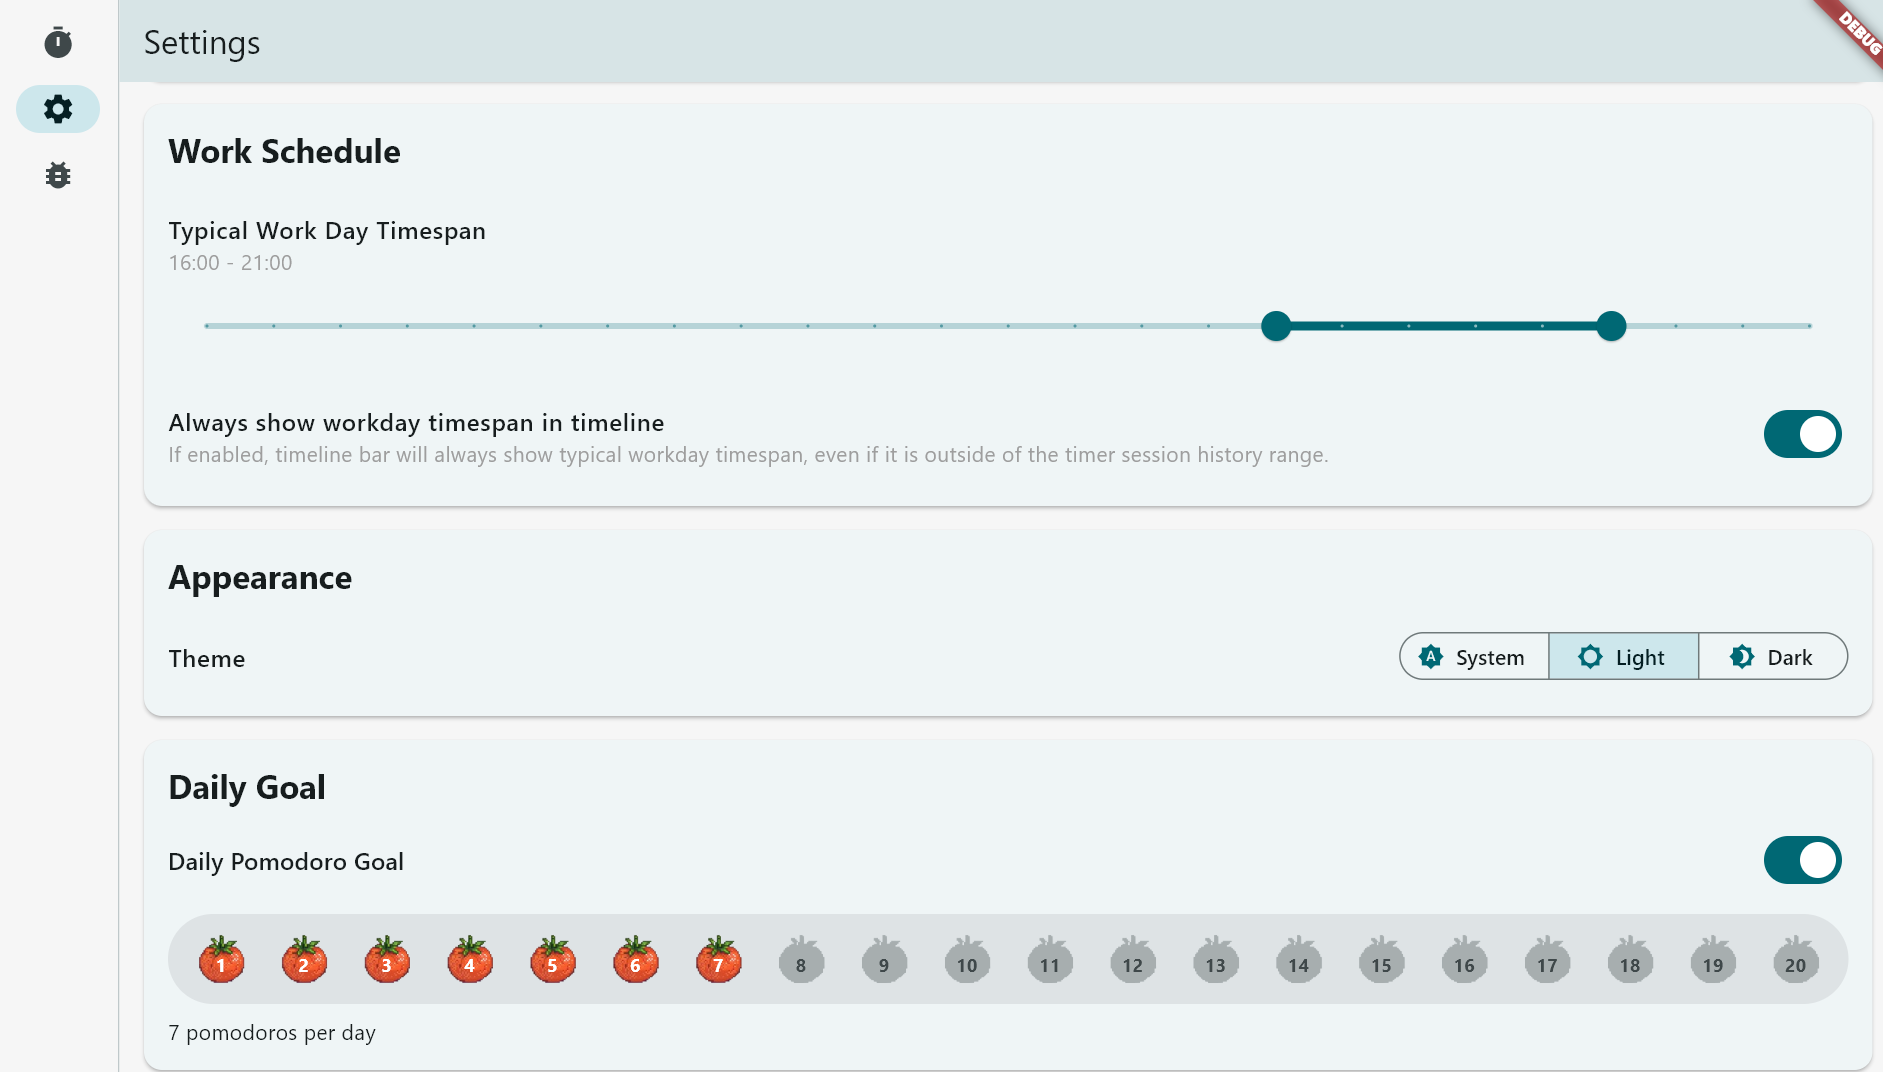 Settings
DEBUG
Work Schedule
Typical Work Day Timespan
16:00 - 21:00
Always show workday timespan in timeline
If enabled, timeline bar will always show typical workday timespan, even if it is outside of the timer session history range.
Appearance
Theme
A System Light Dark
Daily Goal
Daily Pomodoro Goal
1 2 3 4 5 6 7 8 9 10 11 12 13 14 15 16 17 18 19 20
7 pomodoros per day